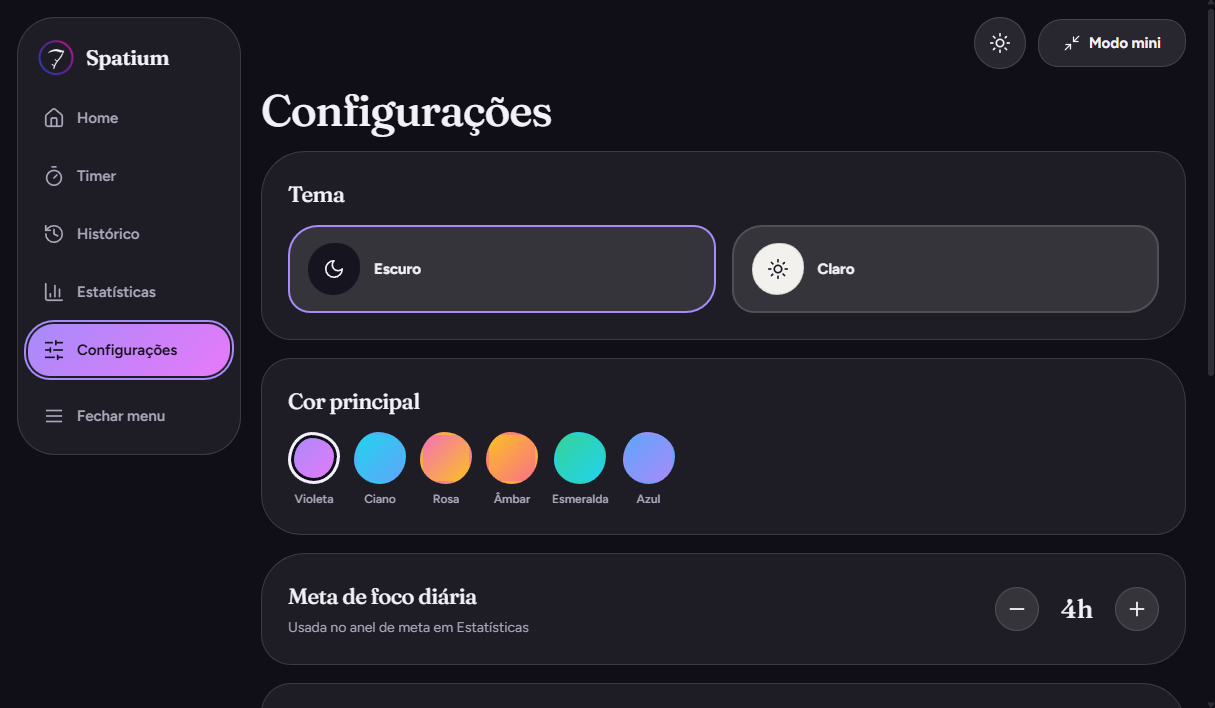 Spatium
Home
Timer
Histórico
Estatísticas
Configurações
Fechar menu
Modo mini
Configurações
Tema
Escuro
Claro
Cor principal
Violeta
Ciano
Rosa
Âmbar
Esmeralda
Azul
Meta de foco diária
Usada no anel de meta em Estatísticas
4h